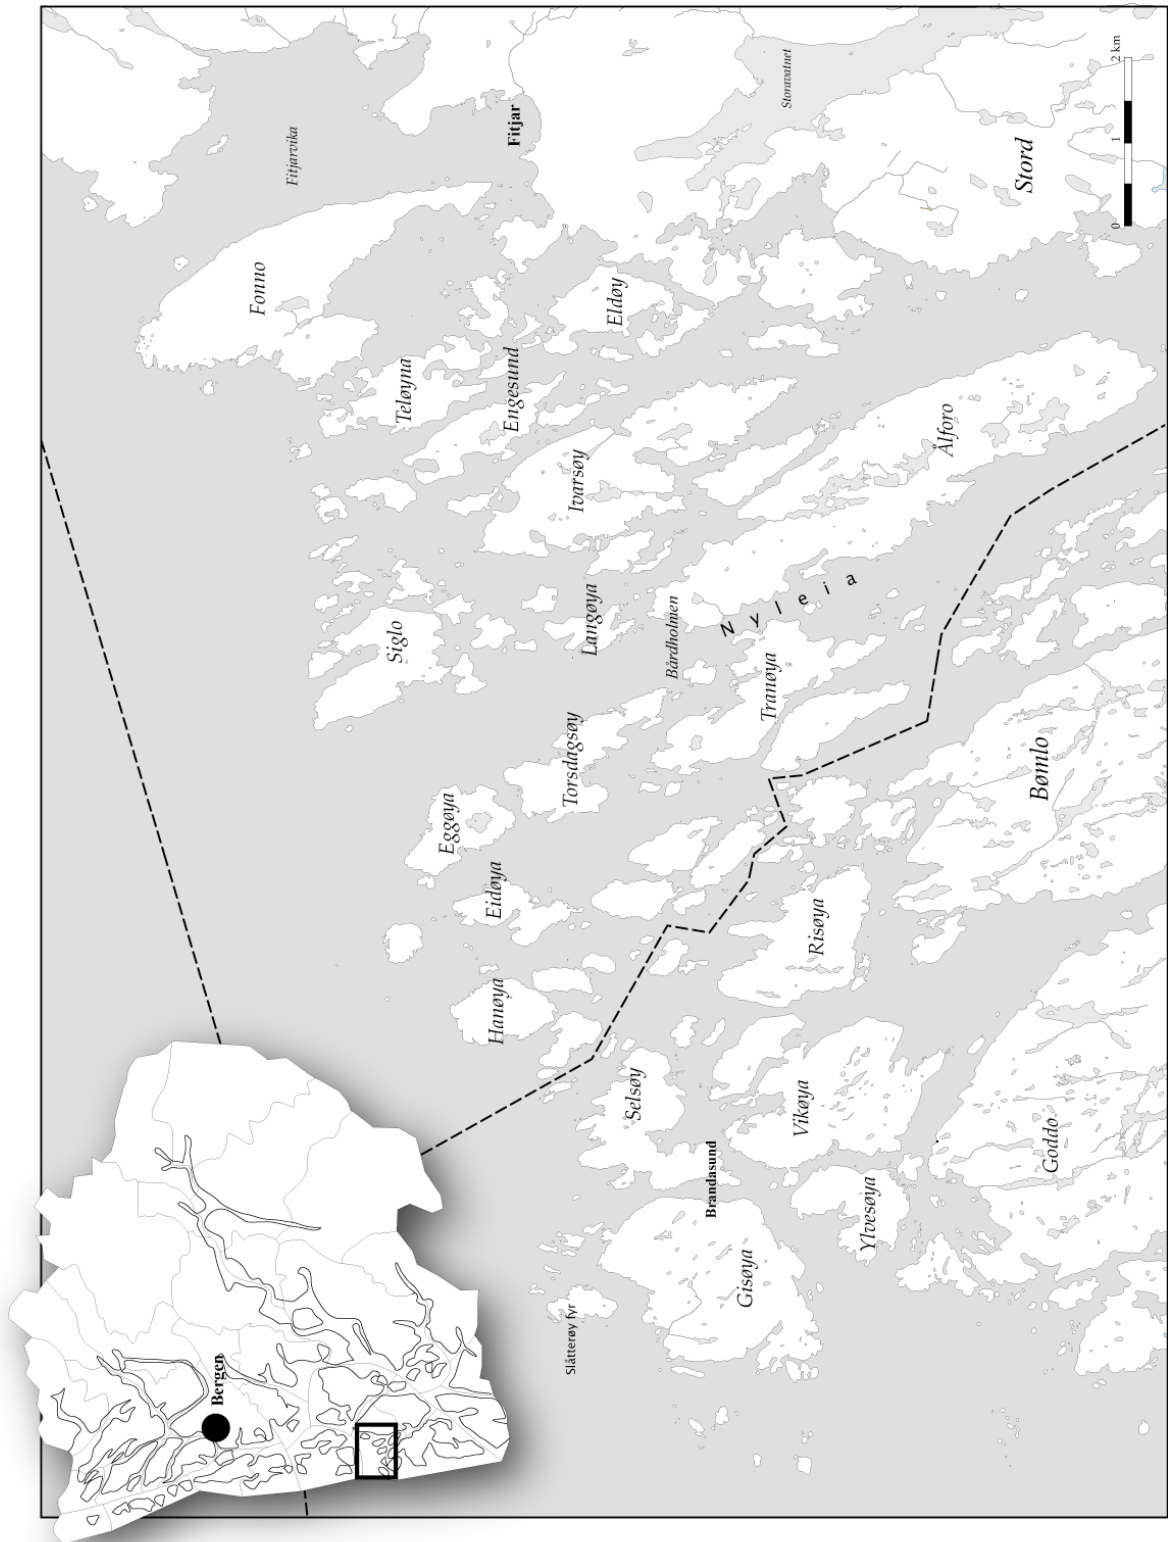 Bergen
Fonno
Fitjarvika
Siglo
Teløyna
Eggøya
Hanøya
Eidøya
Engesund
Fitjar
Slåtterøy fyr
Torsdagsøy
Ivarsøy
Langøya
Eldøy
Selsøy
Bårdholmen
Brandasund
Gisøya
Tranøya
Nyleia
Storavatnet
Vikøya
Risøya
Ylvesøya
Ålforo
Stord
Goddo
Bømlo
0 1 2 km